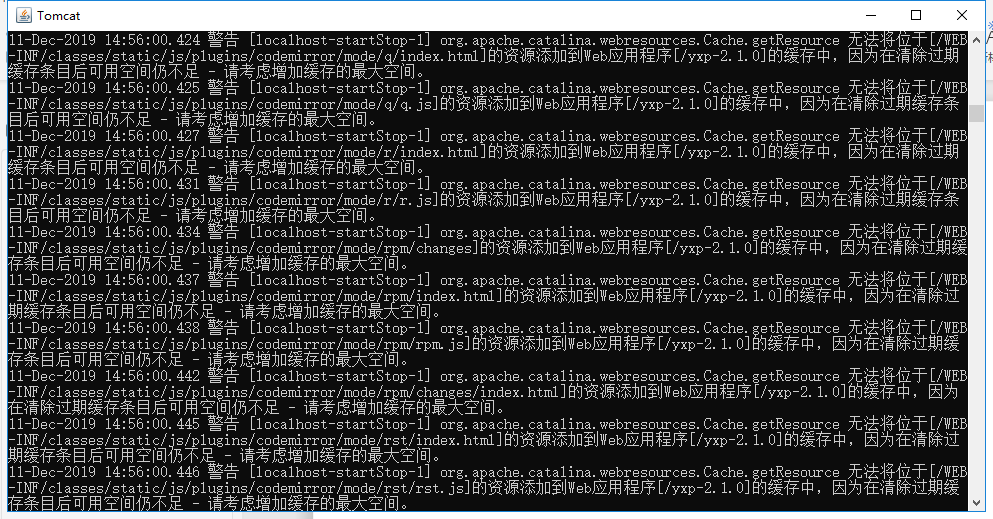 Tomcat
11-Dec-2019 14:56:00.424 警告 [localhost-startStop-1] org.apache.catalina.webresources.Cache.getResource 无法将位于[/WEB
-INF/classes/static/js/plugins/codemirror/mode/q/index.html]的资源添加到Web应用程序[/yxp-2.1.0]的缓存中，因为在清除过期
缓存条目后可用空间仍不足 - 请考虑增加缓存的最大空间。
11-Dec-2019 14:56:00.425 警告 [localhost-startStop-1] org.apache.catalina.webresources.Cache.getResource 无法将位于[/WEB
-INF/classes/static/js/plugins/codemirror/mode/q/q.js]的资源添加到Web应用程序[/yxp-2.1.0]的缓存中，因为在清除过期缓存条
目后可用空间仍不足 - 请考虑增加缓存的最大空间。
11-Dec-2019 14:56:00.427 警告 [localhost-startStop-1] org.apache.catalina.webresources.Cache.getResource 无法将位于[/WEB
-INF/classes/static/js/plugins/codemirror/mode/r/index.html]的资源添加到Web应用程序[/yxp-2.1.0]的缓存中，因为在清除过期
缓存条目后可用空间仍不足 - 请考虑增加缓存的最大空间。
11-Dec-2019 14:56:00.431 警告 [localhost-startStop-1] org.apache.catalina.webresources.Cache.getResource 无法将位于[/WEB
-INF/classes/static/js/plugins/codemirror/mode/r/r.js]的资源添加到Web应用程序[/yxp-2.1.0]的缓存中，因为在清除过期缓存条
目后可用空间仍不足 - 请考虑增加缓存的最大空间。
11-Dec-2019 14:56:00.434 警告 [localhost-startStop-1] org.apache.catalina.webresources.Cache.getResource 无法将位于[/WEB
-INF/classes/static/js/plugins/codemirror/mode/rpm/changes]的资源添加到Web应用程序[/yxp-2.1.0]的缓存中，因为在清除过期缓
存条目后可用空间仍不足 - 请考虑增加缓存的最大空间。
11-Dec-2019 14:56:00.437 警告 [localhost-startStop-1] org.apache.catalina.webresources.Cache.getResource 无法将位于[/WEB
-INF/classes/static/js/plugins/codemirror/mode/rpm/index.html]的资源添加到Web应用程序[/yxp-2.1.0]的缓存中，因为在清除过
期缓存条目后可用空间仍不足 - 请考虑增加缓存的最大空间。
11-Dec-2019 14:56:00.438 警告 [localhost-startStop-1] org.apache.catalina.webresources.Cache.getResource 无法将位于[/WEB
-INF/classes/static/js/plugins/codemirror/mode/rpm/rpm.js]的资源添加到Web应用程序[/yxp-2.1.0]的缓存中，因为在清除过期缓
存条目后可用空间仍不足 - 请考虑增加缓存的最大空间。
11-Dec-2019 14:56:00.442 警告 [localhost-startStop-1] org.apache.catalina.webresources.Cache.getResource 无法将位于[/WEB
-INF/classes/static/js/plugins/codemirror/mode/rpm/changes/index.html]的资源添加到Web应用程序[/yxp-2.1.0]的缓存中，因为
在清除过期缓存条目后可用空间仍不足 - 请考虑增加缓存的最大空间。
11-Dec-2019 14:56:00.445 警告 [localhost-startStop-1] org.apache.catalina.webresources.Cache.getResource 无法将位于[/WEB
-INF/classes/static/js/plugins/codemirror/mode/rst/index.html]的资源添加到Web应用程序[/yxp-2.1.0]的缓存中，因为在清除过
期缓存条目后可用空间仍不足 - 请考虑增加缓存的最大空间。
11-Dec-2019 14:56:00.446 警告 [localhost-startStop-1] org.apache.catalina.webresources.Cache.getResource 无法将位于[/WEB
-INF/classes/static/js/plugins/codemirror/mode/rst/rst.js]的资源添加到Web应用程序[/yxp-2.1.0]的缓存中，因为在清除过期缓
存条目后可用空间仍不足 - 请考虑增加缓存的最大空间。